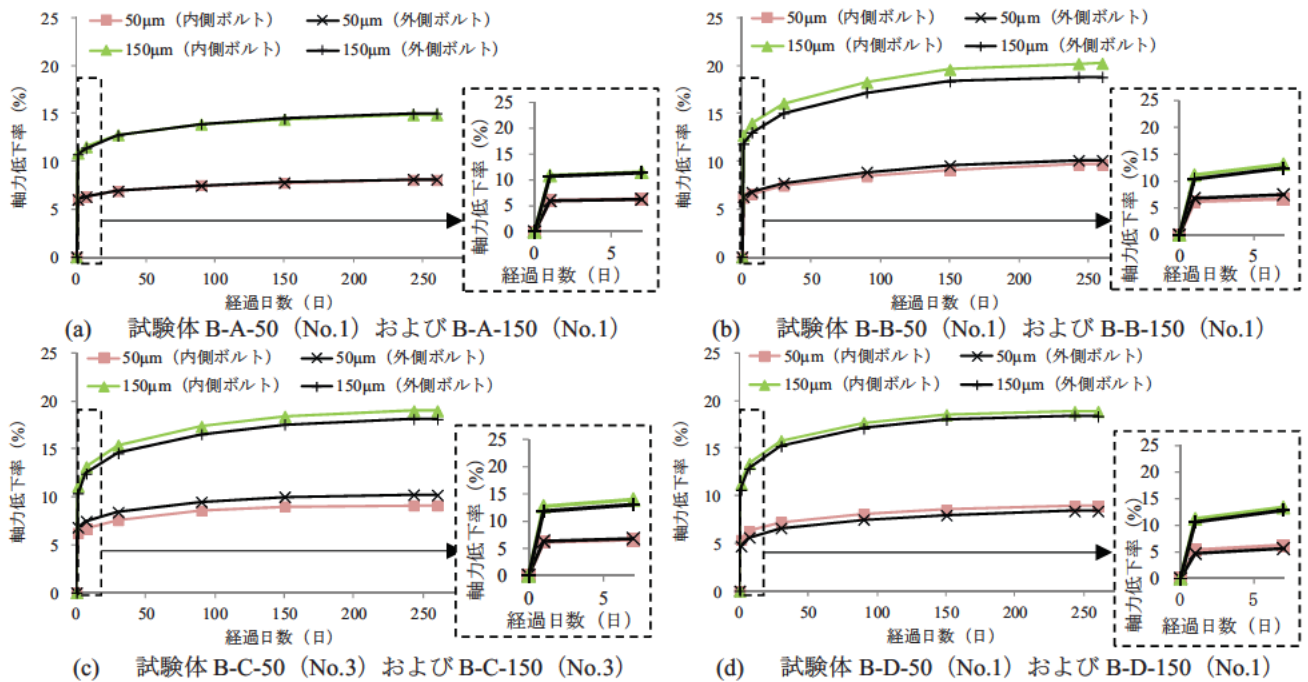 50μm（内側ボルト）
50μm（外側ボルト）
150μm（内側ボルト）
150μm（外側ボルト）
軸力低下率（%）
25
20
15
10
5
0
0
50
100
150
200
250
経過日数（日）
軸力低下率（%）
25
20
15
10
5
0
0
5
経過日数（日）
(a) 試験体 B-A-50（No.1）および B-A-150（No.1）
50μm（内側ボルト）
50μm（外側ボルト）
150μm（内側ボルト）
150μm（外側ボルト）
軸力低下率（%）
25
20
15
10
5
0
0
50
100
150
200
250
経過日数（日）
軸力低下率（%）
25
20
15
10
5
0
0
5
経過日数（日）
(b) 試験体 B-B-50（No.1）および B-B-150（No.1）
50μm（内側ボルト）
50μm（外側ボルト）
150μm（内側ボルト）
150μm（外側ボルト）
軸力低下率（%）
25
20
15
10
5
0
0
50
100
150
200
250
経過日数（日）
軸力低下率（%）
25
20
15
10
5
0
0
5
経過日数（日）
(c) 試験体 B-C-50（No.3）および B-C-150（No.3）
50μm（内側ボルト）
50μm（外側ボルト）
150μm（内側ボルト）
150μm（外側ボルト）
軸力低下率（%）
25
20
15
10
5
0
0
50
100
150
200
250
経過日数（日）
軸力低下率（%）
25
20
15
10
5
0
0
5
経過日数（日）
(d) 試験体 B-D-50（No.1）および B-D-150（No.1）